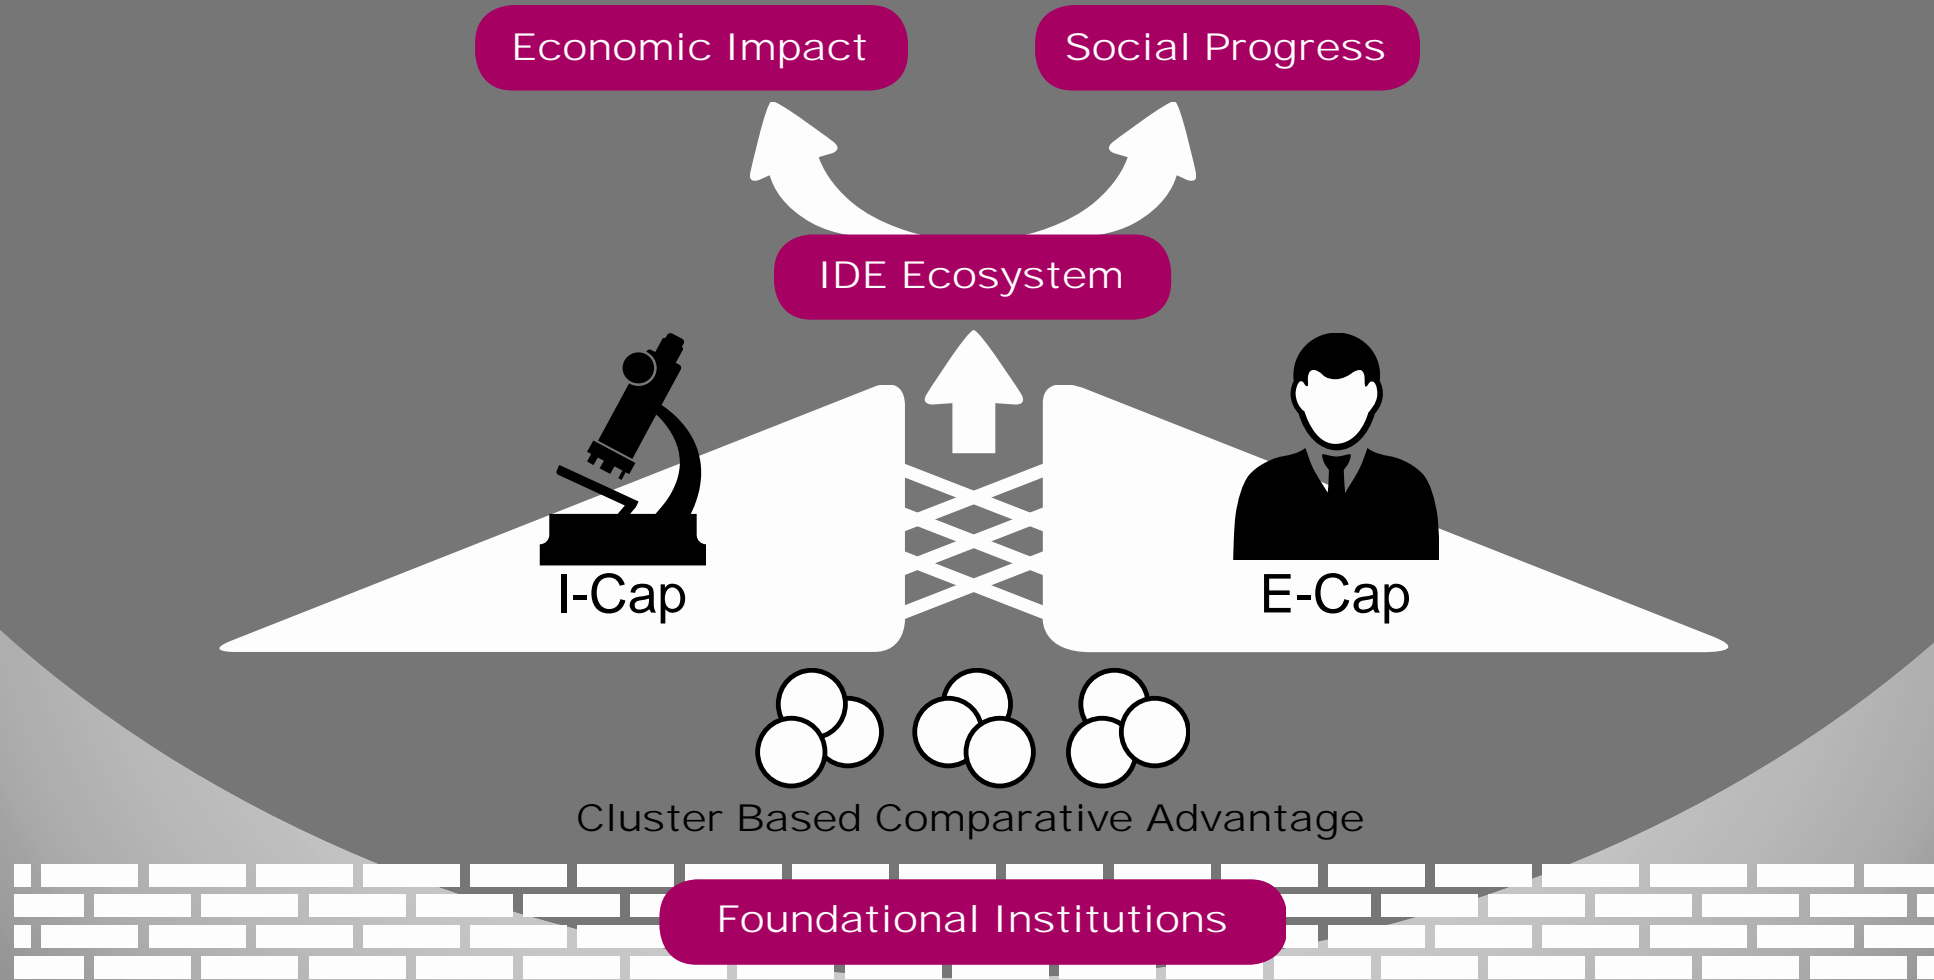 Economic Impact
Social Progress
IDE Ecosystem
I-Cap
E-Cap
Cluster Based Comparative Advantage
Foundational Institutions